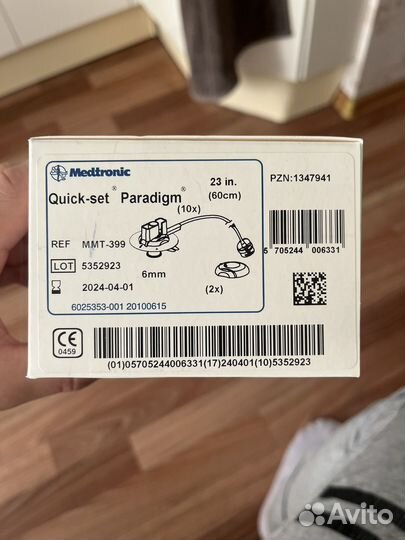 Medtronic
Quick-set® Paradigm®
23 in.
(60cm)
(10x)
PZN:1347941
REF MMT-399
LOT 5352923
2024-04-01
6mm
(2x)
5 705244 006331
6025353-001 20100615
CE
0459
(01)05705244006331(17)240401(10)5352923
Avito